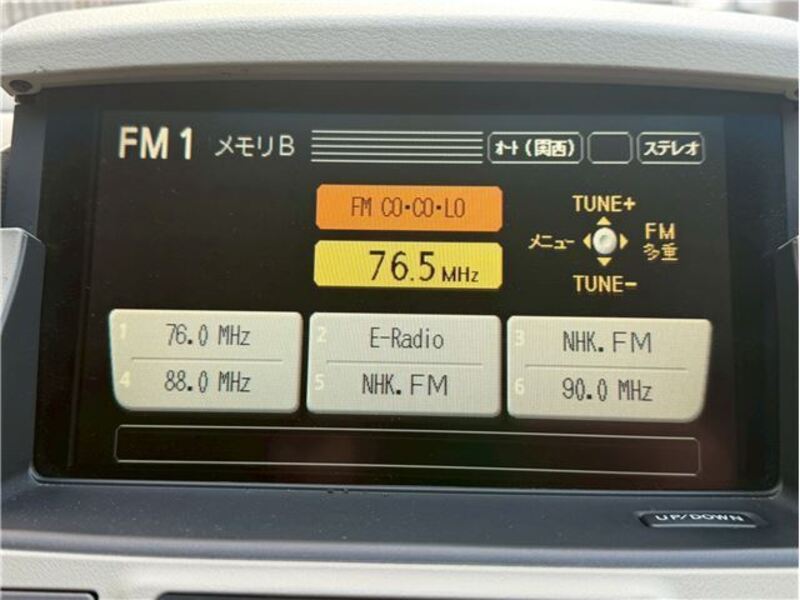 FM 1 メモリB オート(関西) ステレオ
FM CO・CO・LO
76.5 MHz
TUNE+
メニュー
FM
多重
TUNE-
1 76.0 MHz
2 E-Radio
3 NHK. FM
4 88.0 MHz
5 NHK. FM
6 90.0 MHz
UP/DOWN